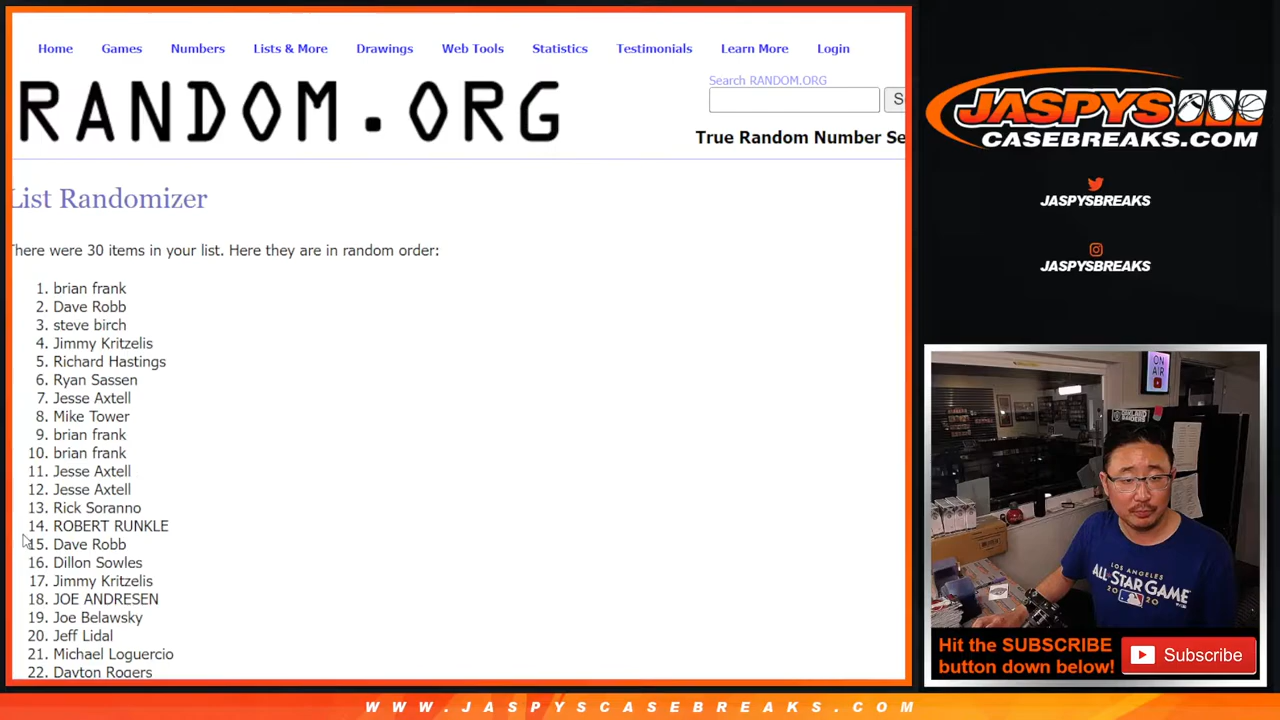 Home Games Numbers Lists & More Drawings Web Tools Statistics Testimonials Learn More Login
Search RANDOM.ORG
RANDOM.ORG
S
True Random Number Se
List Randomizer
There were 30 items in your list. Here they are in random order:
1. brian frank
2. Dave Robb
3. steve birch
4. Jimmy Kritzelis
5. Richard Hastings
6. Ryan Sassen
7. Jesse Axtell
8. Mike Tower
9. brian frank
10. brian frank
11. Jesse Axtell
12. Jesse Axtell
13. Rick Soranno
14. ROBERT RUNKLE
15. Dave Robb
16. Dillon Sowles
17. Jimmy Kritzelis
18. JOE ANDRESEN
19. Joe Belawsky
20. Jeff Lidal
21. Michael Loguercio
22. Dayton Rogers
JASPYS
CASEBREAKS.COM
JASPYSBREAKS
JASPYSBREAKS
ON
AIR
LOS ANGELES
ALL-STAR GAME
2020
Hit the SUBSCRIBE
button down below!
Subscribe
WWW.JASPYSCASEBREAKS.COM